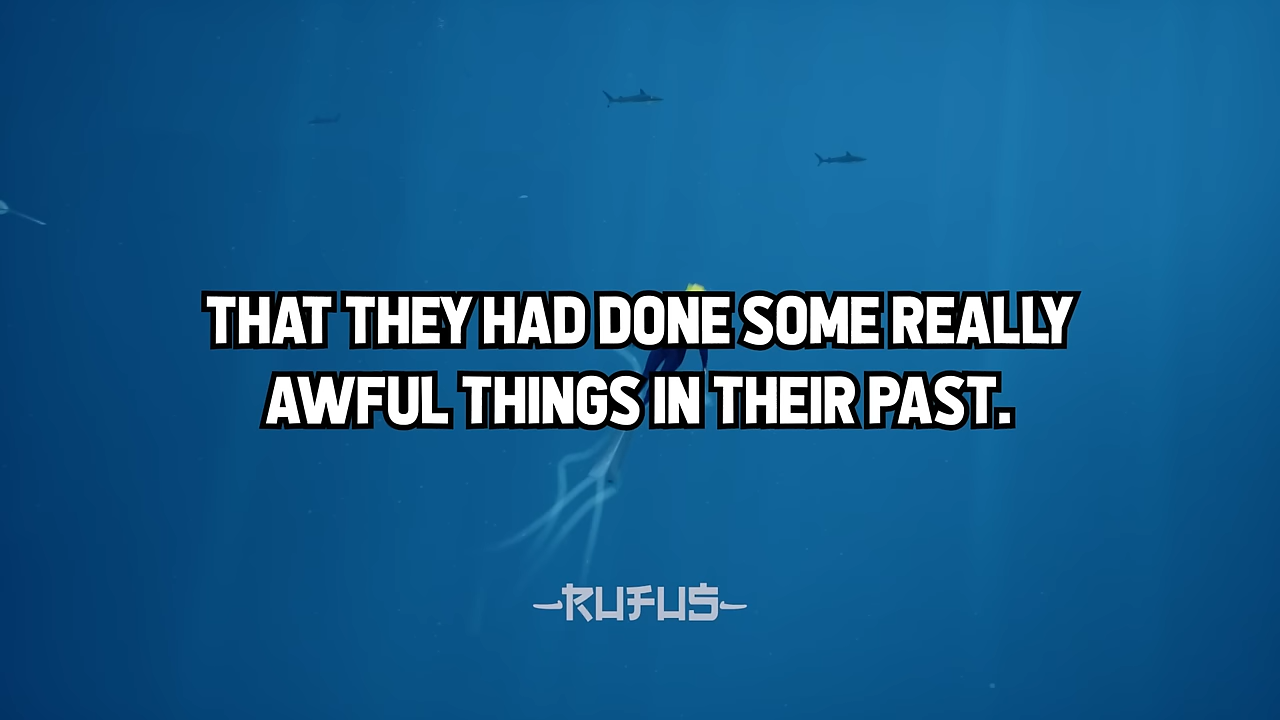 THAT THEY HAD DONE SOME REALLY
AWFUL THINGS IN THEIR PAST.
RUFUS